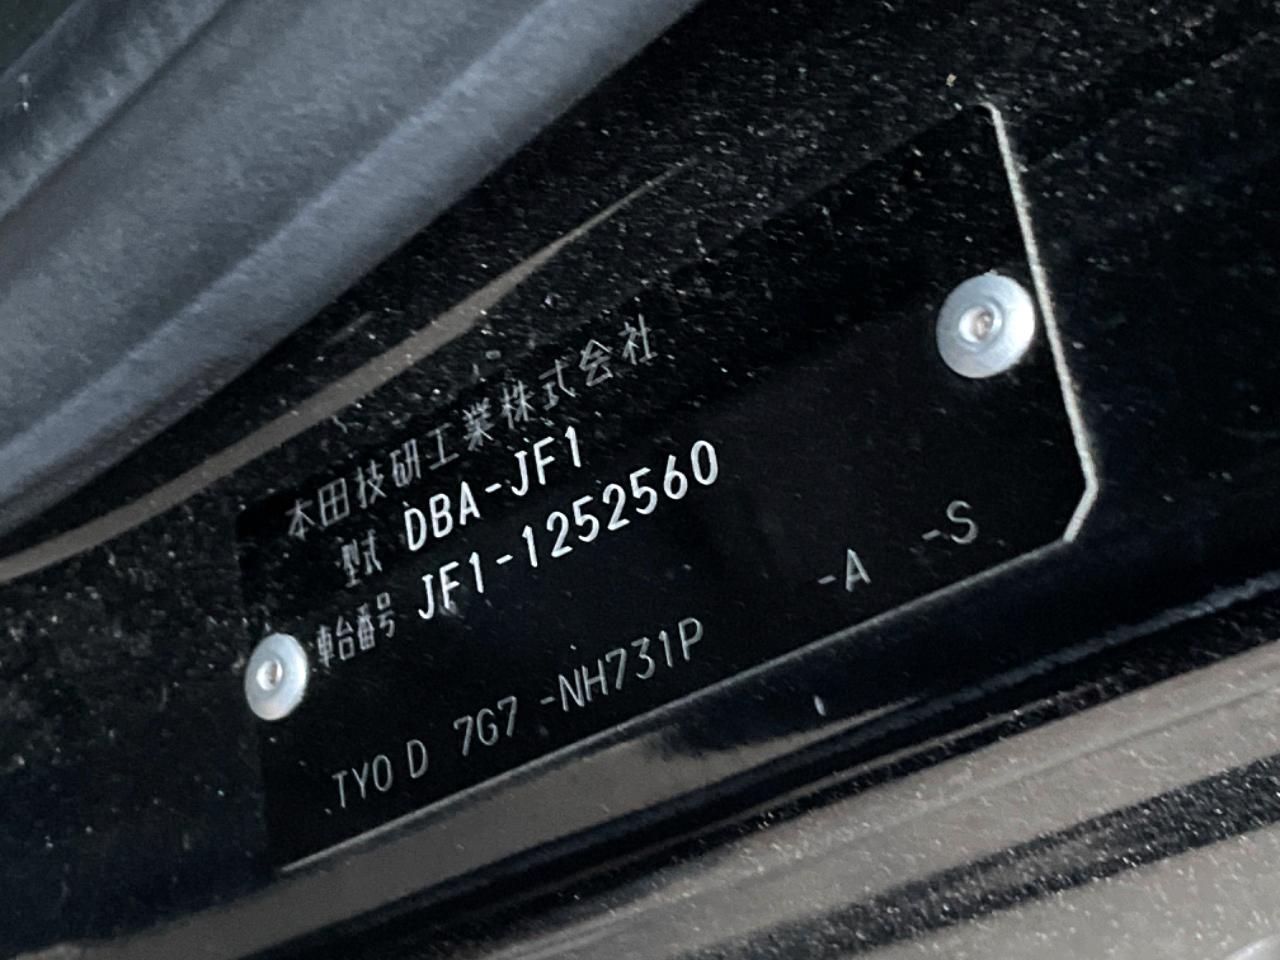 本田技研工業株式会社
型式 DBA-JF1
車台番号 JF1-1252560
TYO D 7G7 -NH731P -A -S